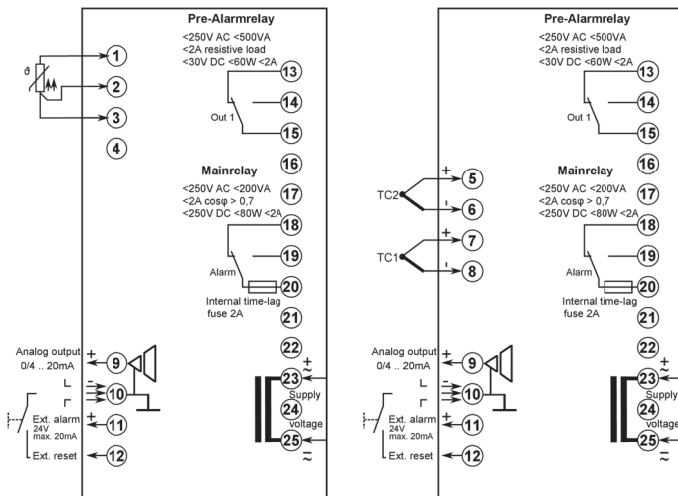 Pre-Alarmrelay
<250V AC <500VA
<2A resistive load
<30V DC <60W <2A
1
ϑ
2
3
4
13
14
Out 1
15
16
Mainrelay
17
<250V AC <200VA
<2A cosφ > 0,7
<250V DC <80W <2A
18
19
Alarm
20
Internal time-lag
fuse 2A
21
22
Analog output
0/4 .. 20mA
+
9
-
10
Ext. alarm
24V
max. 20mA
+
11
Ext. reset
12
+
~
23
Supply
24
voltage
25
-
~
Pre-Alarmrelay
<250V AC <500VA
<2A resistive load
<30V DC <60W <2A
13
14
Out 1
15
16
TC2
+
5
-
6
TC1
+
7
-
8
Mainrelay
17
<250V AC <200VA
<2A cosφ > 0,7
<250V DC <80W <2A
18
19
Alarm
20
Internal time-lag
fuse 2A
21
22
Analog output
0/4 .. 20mA
+
9
-
10
Ext. alarm
24V
max. 20mA
+
11
Ext. reset
12
+
~
23
Supply
24
voltage
25
-
~